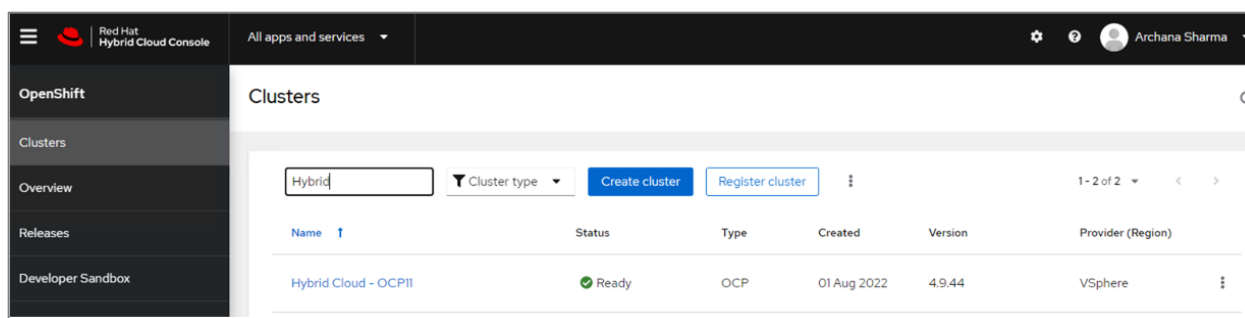 Red Hat
Hybrid Cloud Console
All apps and services
Archana Sharma
OpenShift
Clusters
Overview
Releases
Developer Sandbox
Clusters
Hybrid
Cluster type
Create cluster
Register cluster
1 - 2 of 2
Name Status Type Created Version Provider (Region)
Hybrid Cloud - OCP11 Ready OCP 01 Aug 2022 4.9.44 VSphere